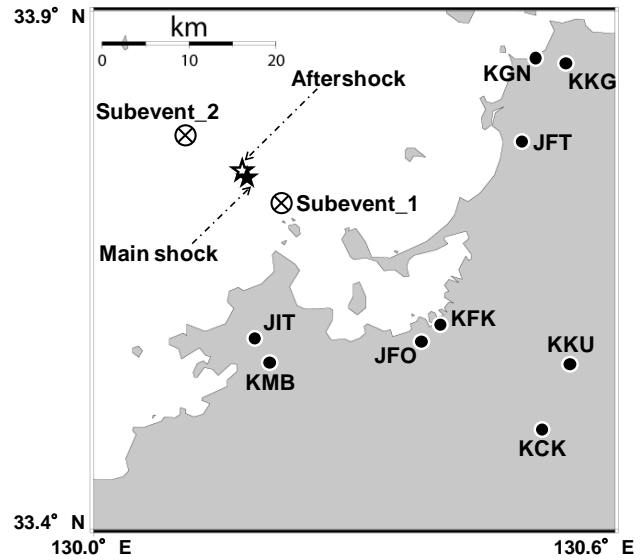 33.9° N
km
0 10 20
KGN
KKG
Aftershock
Subevent_2
JFT
Subevent_1
Main shock
JIT
KFK
JFO
KMB
KKU
KCK
33.4° N
130.0° E
130.6° E